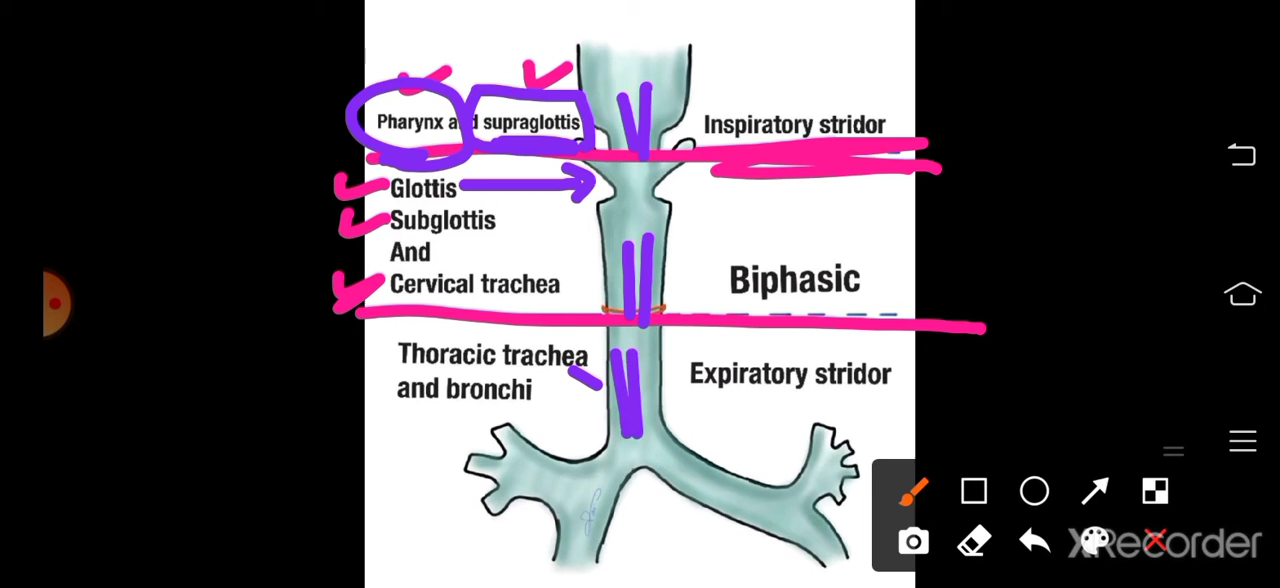 Pharynx and supraglottis
Inspiratory stridor
Glottis
Subglottis
And
Cervical trachea
Biphasic
Thoracic trachea
and bronchi
Expiratory stridor
XRecorder